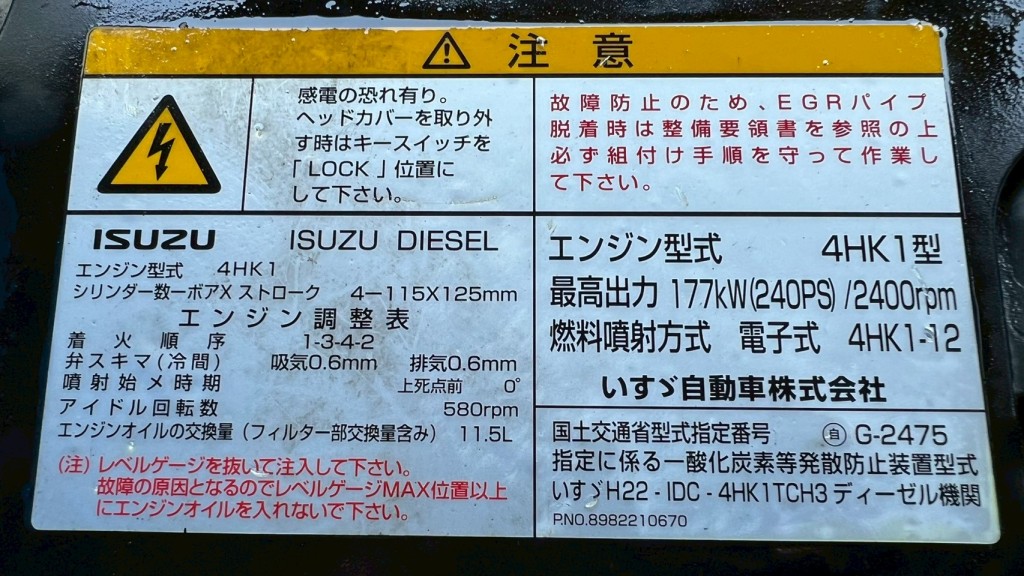 ⚠ 注意
感電の恐れ有り。
ヘッドカバーを取り外
す時はキースイッチを
「LOCK」位置に
して下さい。
故障防止のため、EGRパイプ
脱着時は整備要領書を参照の上
必ず組付け手順を守って作業し
て下さい。
ISUZU ISUZU DIESEL
エンジン型式 4HK1
シリンダー数ーボアX ストローク 4ー115X125mm
エンジン調整表
着火順序 1-3-4-2
弁スキマ(冷間) 吸気0.6mm 排気0.6mm
噴射始メ時期 上死点前 0°
アイドル回転数 580rpm
エンジンオイルの交換量(フィルター部交換量含み) 11.5L
(注)レベルゲージを抜いて注入して下さい。
故障の原因となるのでレベルゲージMAX位置以上
にエンジンオイルを入れないで下さい。
エンジン型式 4HK1型
最高出力 177kW(240PS)/2400rpm
燃料噴射方式 電子式 4HK1-12
いすゞ自動車株式会社
国土交通省型式指定番号 ㊀自 G-2475
指定に係る一酸化炭素等発散防止装置型式
いすゞH22-IDC-4HK1TCH3ディーゼル機関
P.NO.8982210670